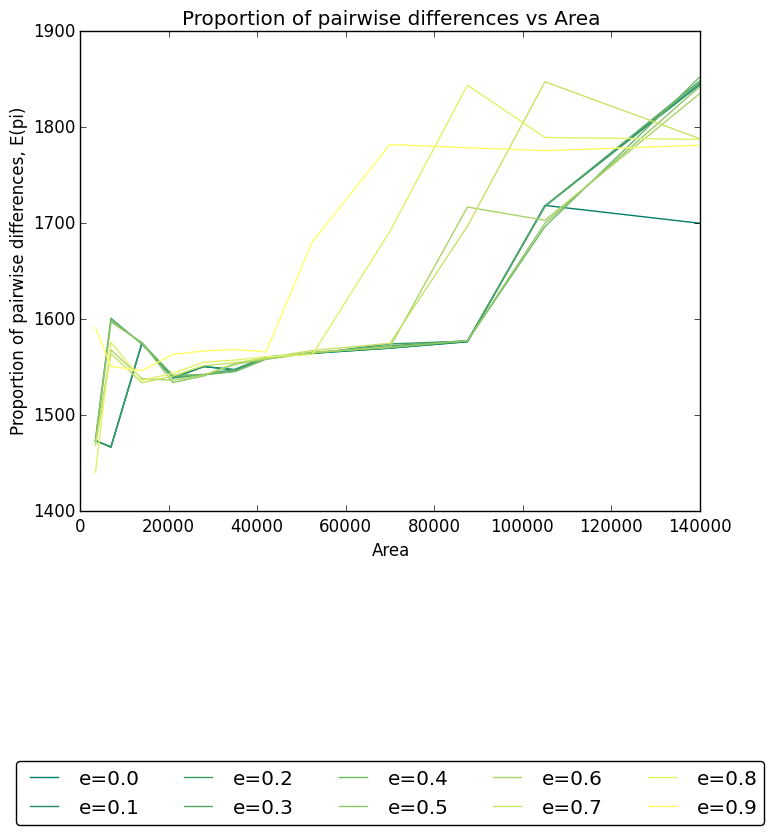 Proportion of pairwise differences vs Area
Proportion of pairwise differences, E(pi)
1900
1800
1700
1600
1500
1400
0 20000 40000 60000 80000 100000 120000 140000
Area
e=0.0 e=0.2 e=0.4 e=0.6 e=0.8
e=0.1 e=0.3 e=0.5 e=0.7 e=0.9